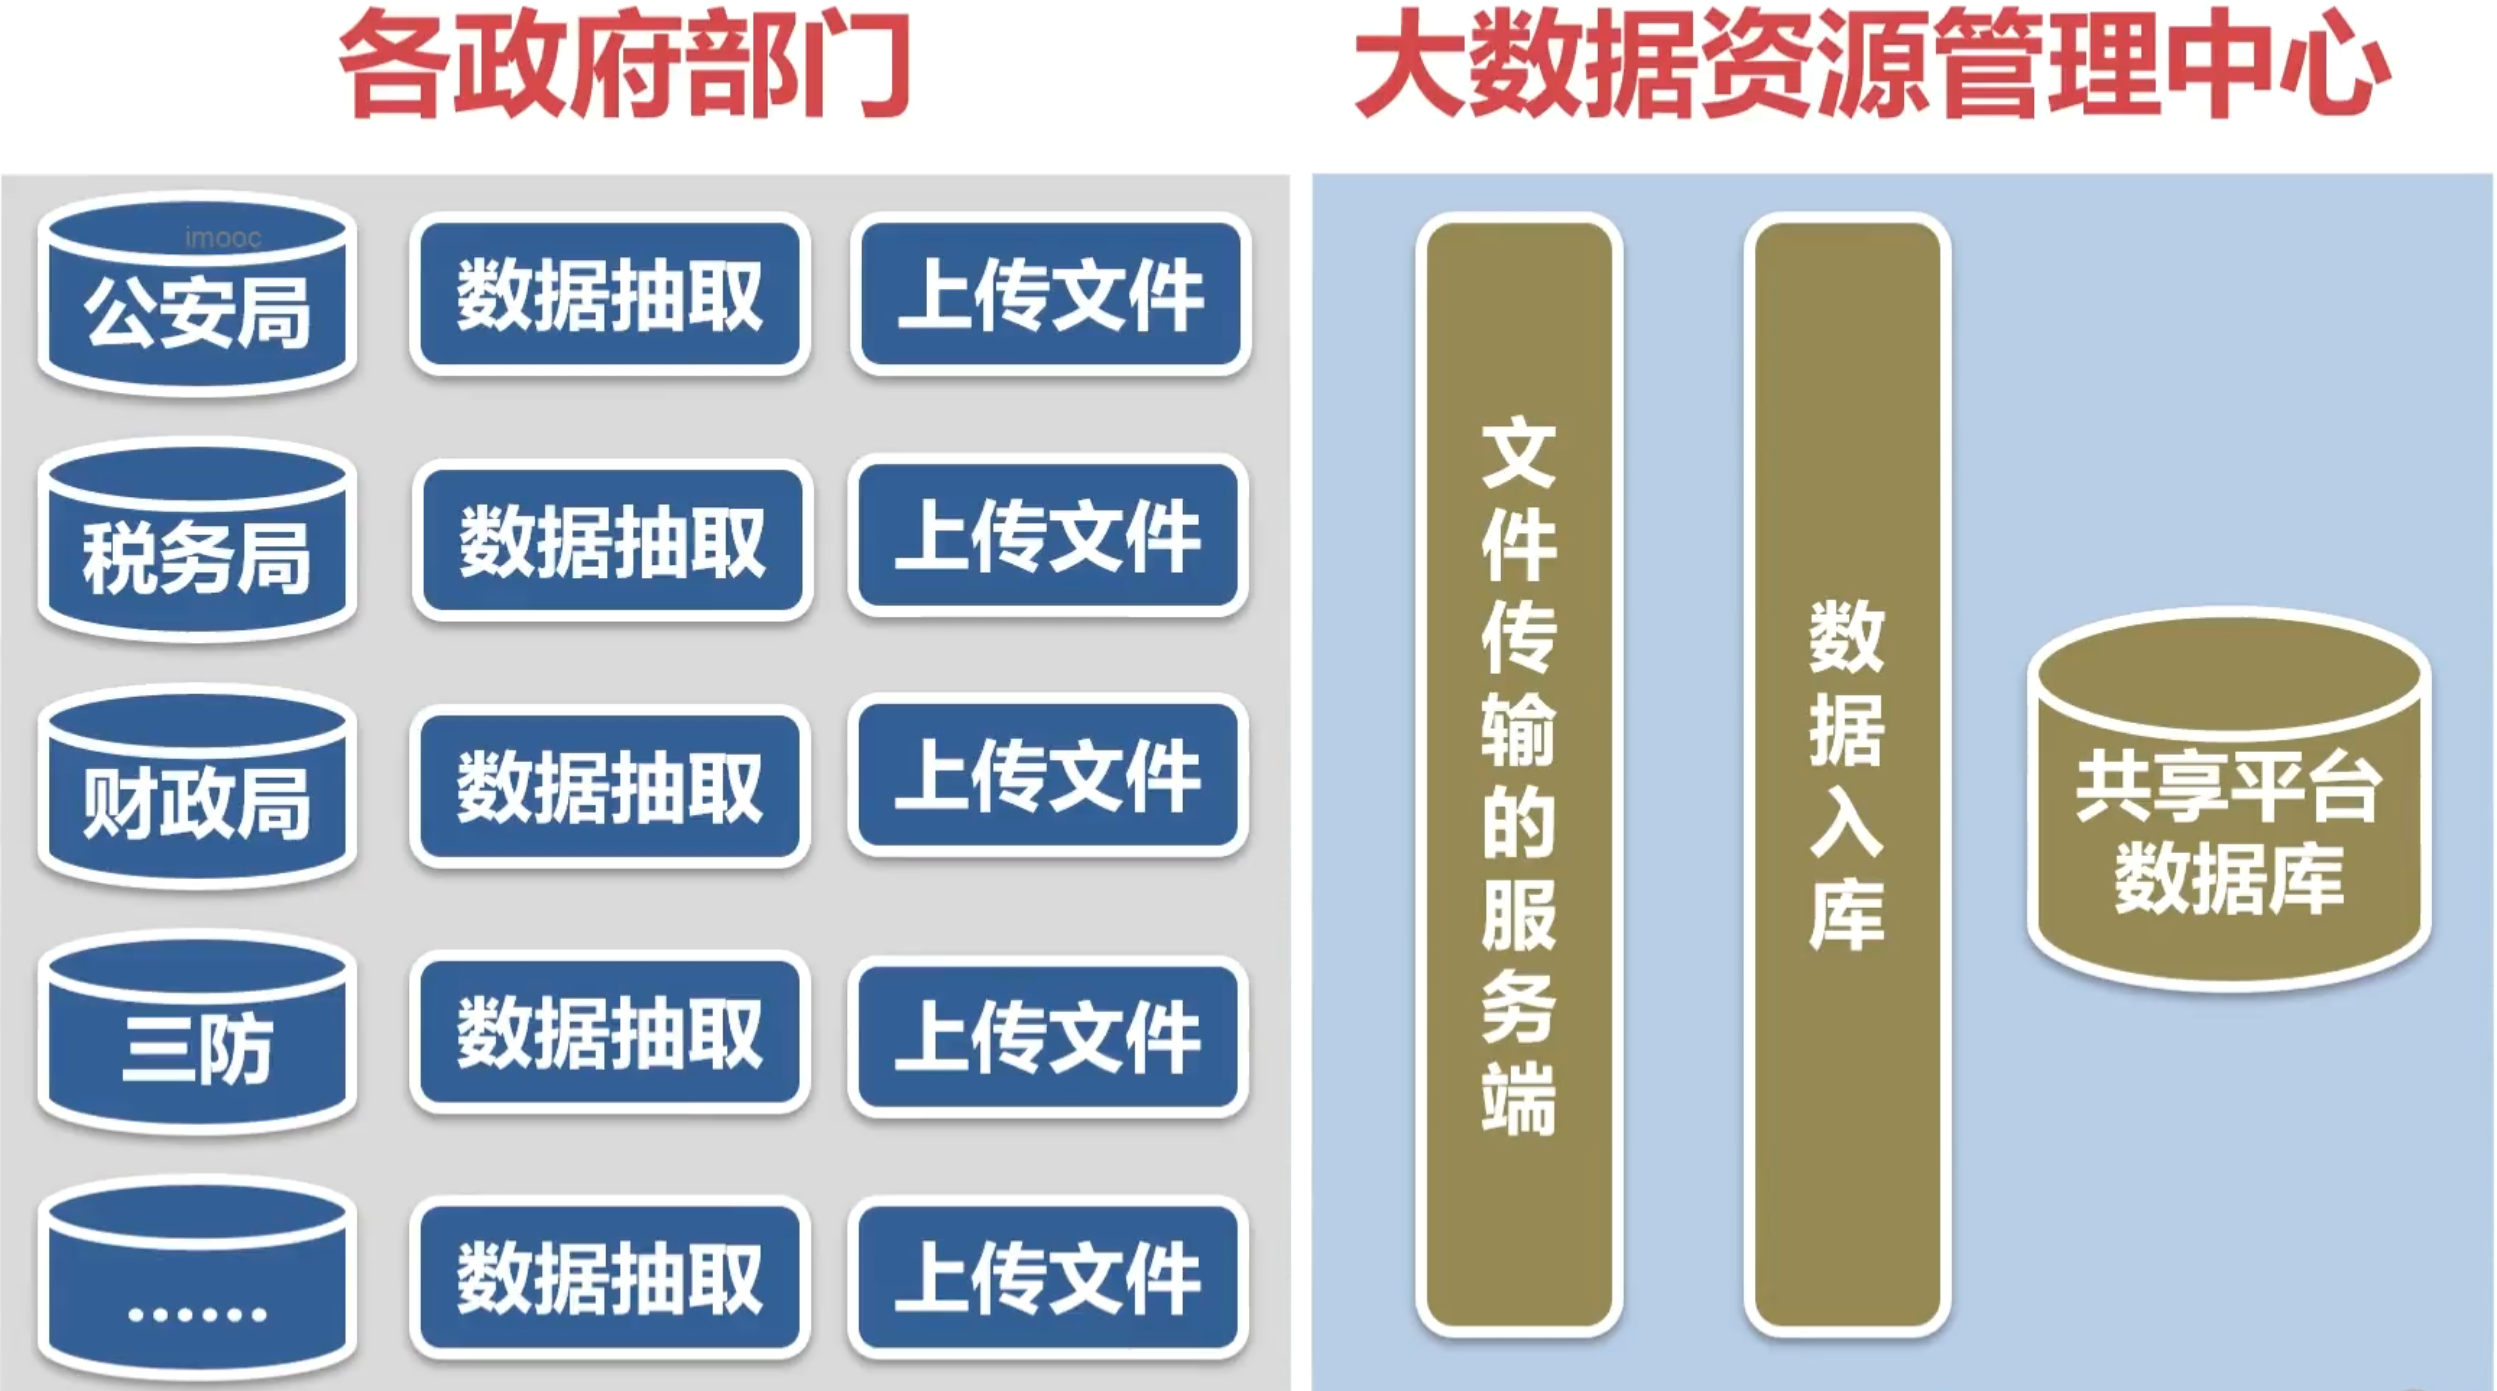 各政府部门
大数据资源管理中心
imooc
公安局
数据抽取
上传文件
税务局
数据抽取
上传文件
财政局
数据抽取
上传文件
三防
数据抽取
上传文件
······
数据抽取
上传文件
文件传输的服务端
数据入库
共享平台
数据库